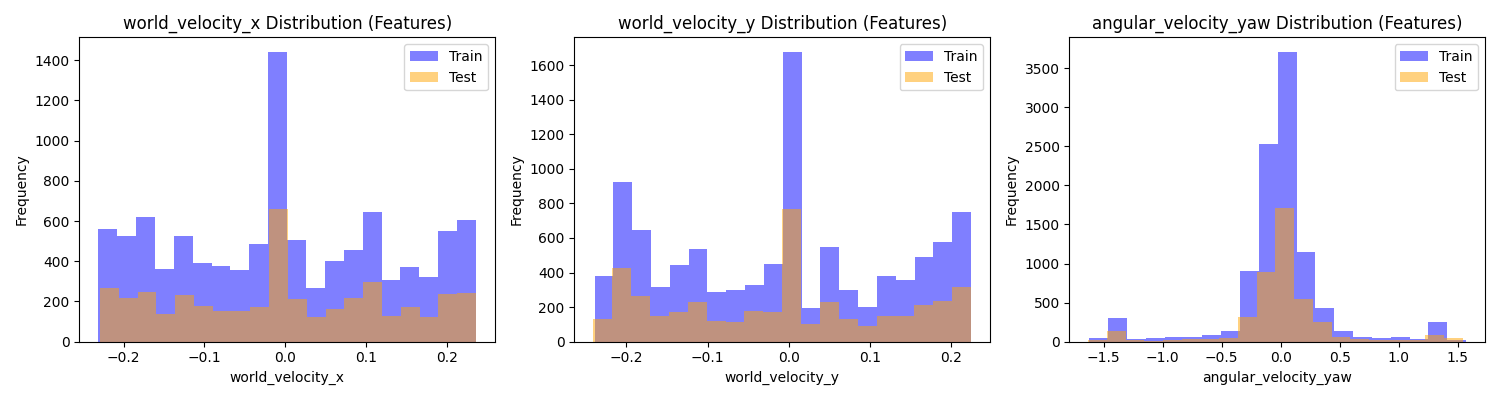 world_velocity_x Distribution (Features)
Frequency
1400
1200
1000
800
600
400
200
0
−0.2
−0.1
0.0
0.1
0.2
world_velocity_x
Train
Test
world_velocity_y Distribution (Features)
Frequency
1600
1400
1200
1000
800
600
400
200
0
−0.2
−0.1
0.0
0.1
0.2
world_velocity_y
Train
Test
angular_velocity_yaw Distribution (Features)
Frequency
3500
3000
2500
2000
1500
1000
500
0
−1.5
−1.0
−0.5
0.0
0.5
1.0
1.5
angular_velocity_yaw
Train
Test